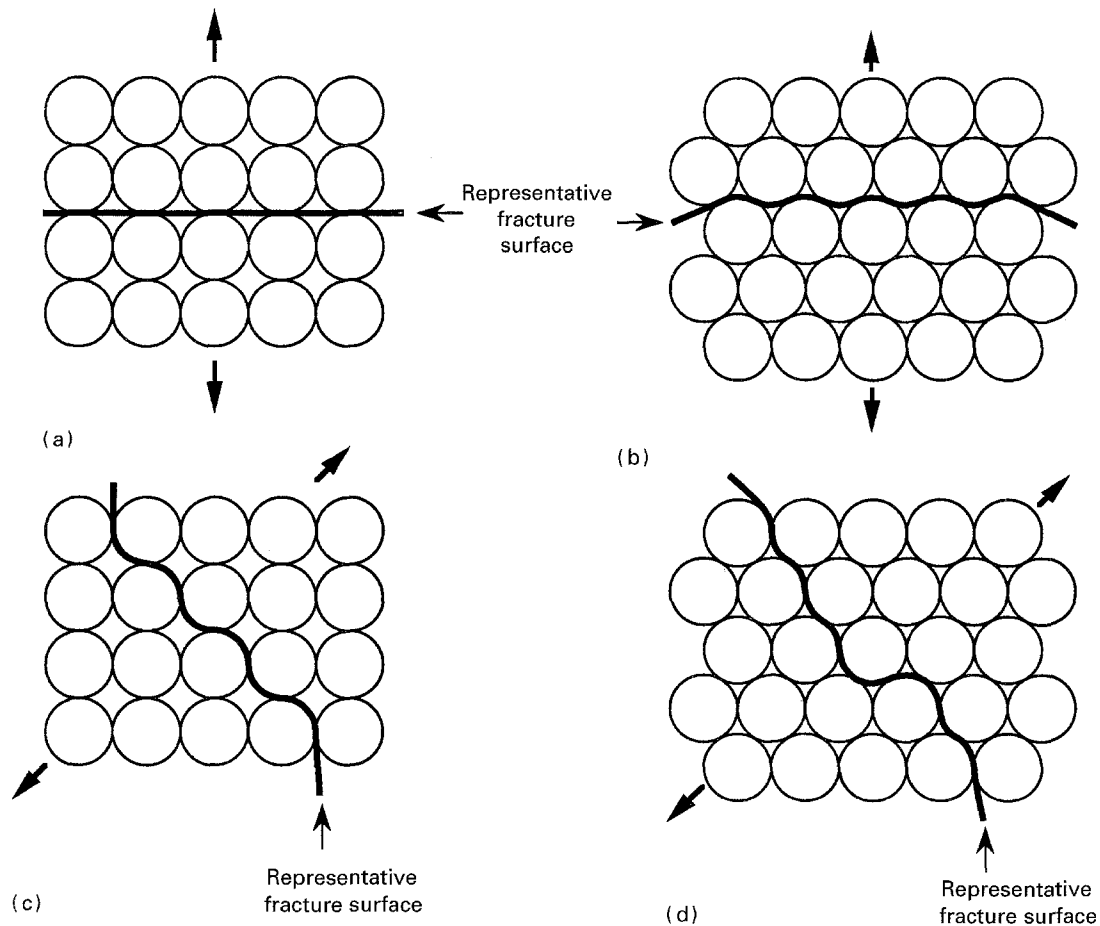 Representative
fracture
surface
(a)
(b)
Representative
fracture surface
(c)
Representative
fracture surface
(d)